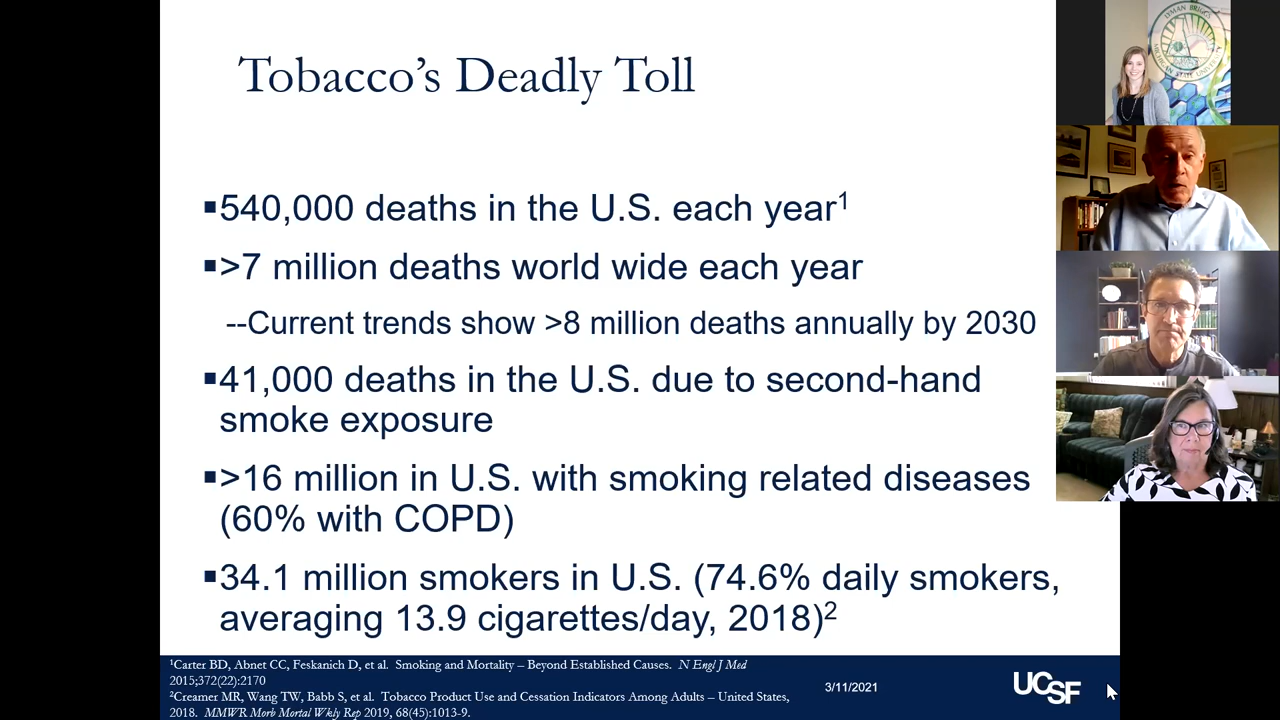 Tobacco's Deadly Toll
▪540,000 deaths in the U.S. each year¹
▪>7 million deaths world wide each year
--Current trends show >8 million deaths annually by 2030
▪41,000 deaths in the U.S. due to second-hand
smoke exposure
▪>16 million in U.S. with smoking related diseases
(60% with COPD)
▪34.1 million smokers in U.S. (74.6% daily smokers,
averaging 13.9 cigarettes/day, 2018)²
¹Carter BD, Abnet CC, Feskanich D, et al. Smoking and Mortality – Beyond Established Causes. N Engl J Med
2015;372(22):2170
²Creamer MR, Wang TW, Babb S, et al. Tobacco Product Use and Cessation Indicators Among Adults – United States,
2018. MMWR Morb Mortal Wkly Rep 2019, 68(45):1013-9.
3/11/2021
UCSF
LYMAN BRIGGS
MICHIGAN STATE UNIVERSITY